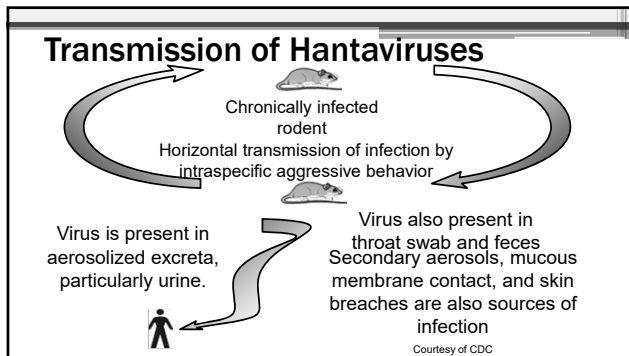 Transmission of Hantaviruses
Chronically infected
rodent
Horizontal transmission of infection by
intraspecific aggressive behavior
Virus is present in
aerosolized excreta,
particularly urine.
Virus also present in
throat swab and feces
Secondary aerosols, mucous
membrane contact, and skin
breaches are also sources of
infection
Courtesy of CDC